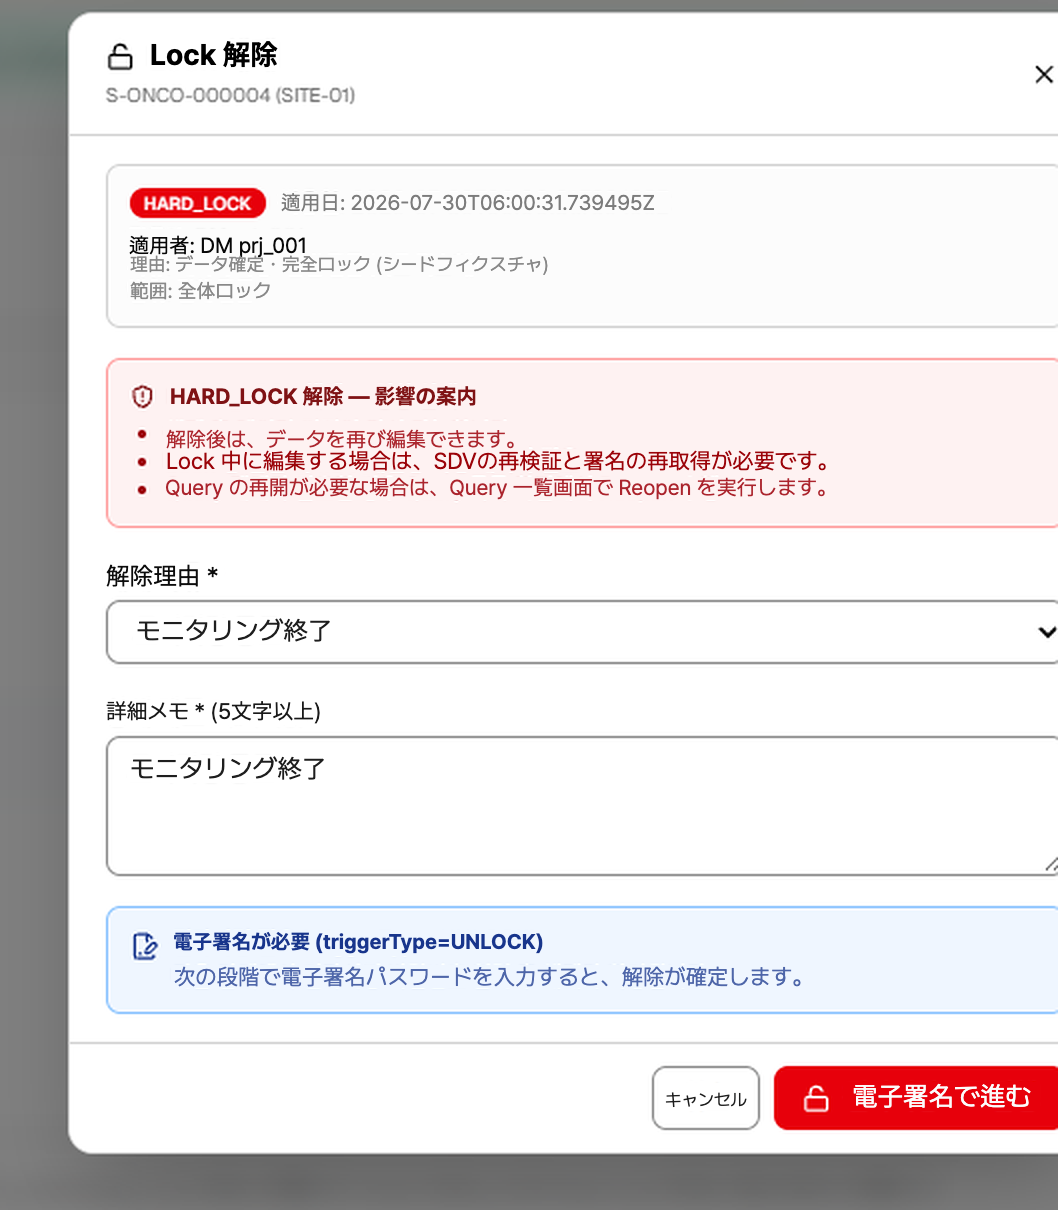 Lock 解除
S-ONCO-000004 (SITE-01)
HARD_LOCK 適用日: 2026-07-30T06:00:31.739495Z
適用者: DM prj_001
理由: データ確定・完全ロック (シードフィクスチャ)
範囲: 全体ロック
HARD_LOCK 解除 — 影響の案内
解除後は、データを再び編集できます。
Lock 中に編集する場合は、SDVの再検証と署名の再取得が必要です。
Query の再開が必要な場合は、Query 一覧画面で Reopen を実行します。
解除理由 *
モニタリング終了
詳細メモ * (5文字以上)
モニタリング終了
電子署名が必要 (triggerType=UNLOCK)
次の段階で電子署名パスワードを入力すると、解除が確定します。
キャンセル 電子署名で進む